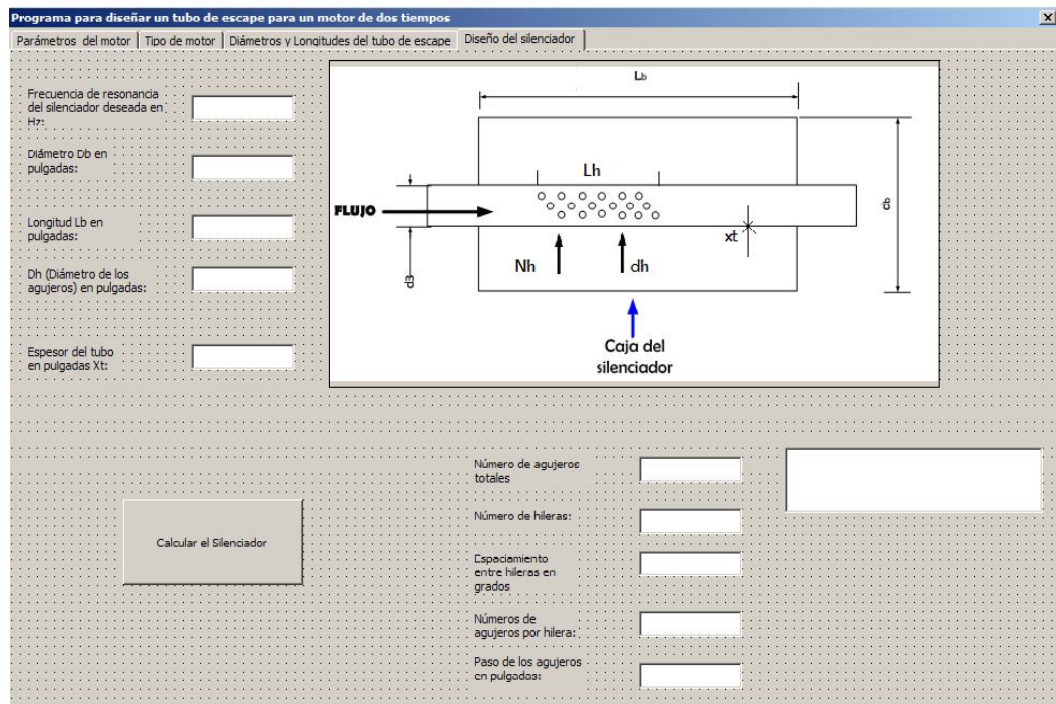 Programa para diseñar un tubo de escape para un motor de dos tiempos
Parámetros del motor
Tipo de motor
Diámetros y Longitudes del tubo de escape
Diseño del silenciador
Frecuencia de resonancia
del silenciador deseada en
Hz:
Diámetro Db en
pulgadas:
Longitud Lb en
pulgadas:
Dh (Diámetro de los
agujeros) en pulgadas:
Espesor del tubo
en pulgadas Xt:
Lb
Lh
FLUJO
db
xt
Nh
dh
d3
Caja del
silenciador
Calcular el Silenciador
Número de agujeros
totales
Número de hileras:
Espaciamiento
entre hileras en
grados
Números de
agujeros por hilera:
Paso de los agujeros
en pulgadas: